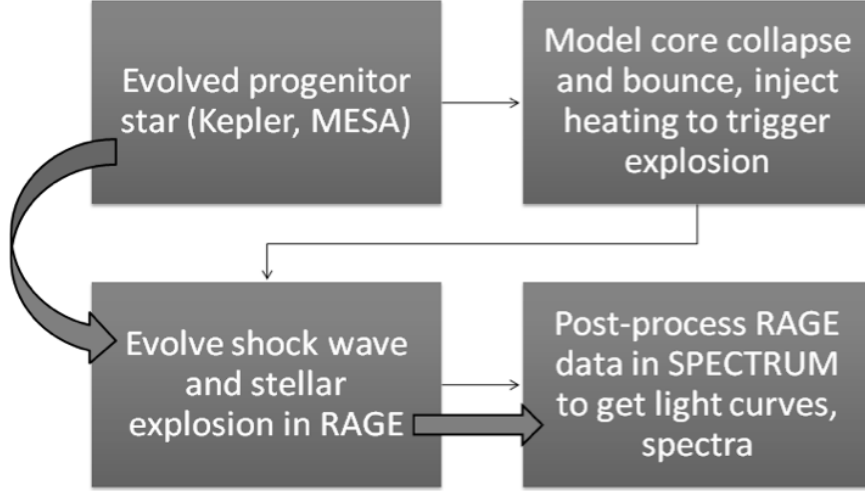 Evolved progenitor
star (Kepler, MESA)
Model core collapse
and bounce, inject
heating to trigger
explosion
Evolve shock wave
and stellar
explosion in RAGE
Post-process RAGE
data in SPECTRUM
to get light curves,
spectra